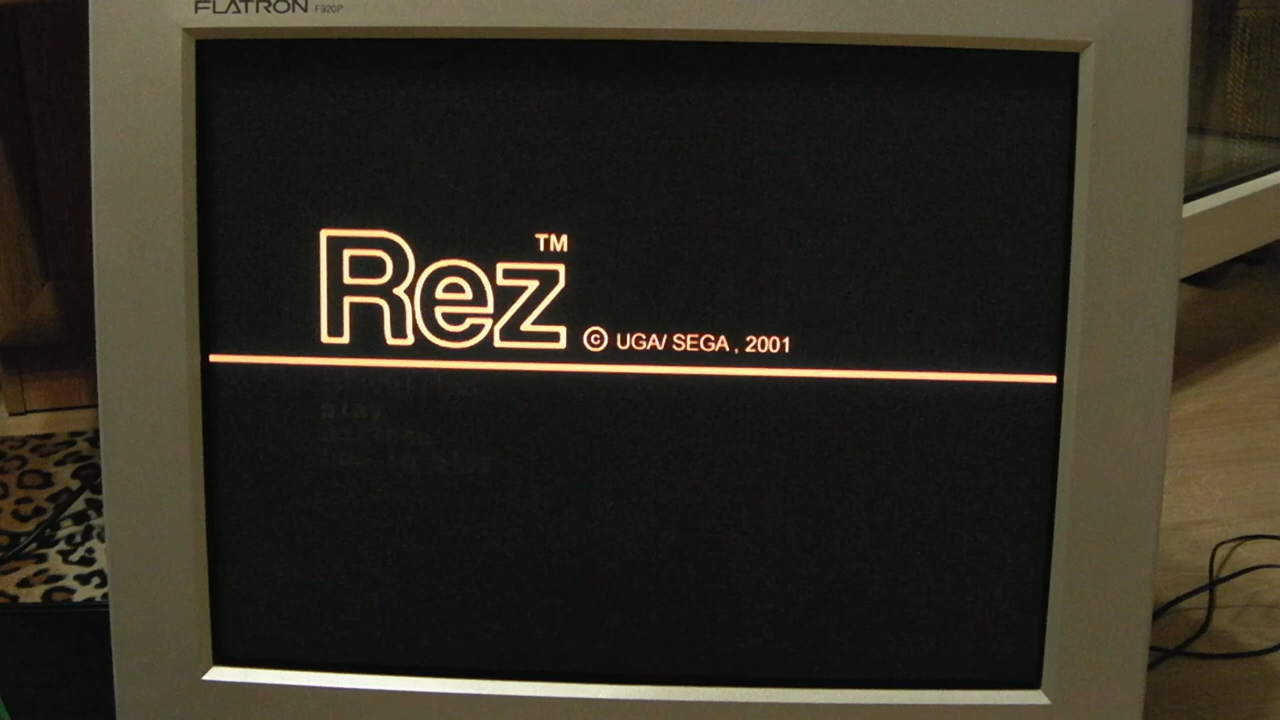 FLATRON F920P
Rez™
© UGA/ SEGA , 2001
play